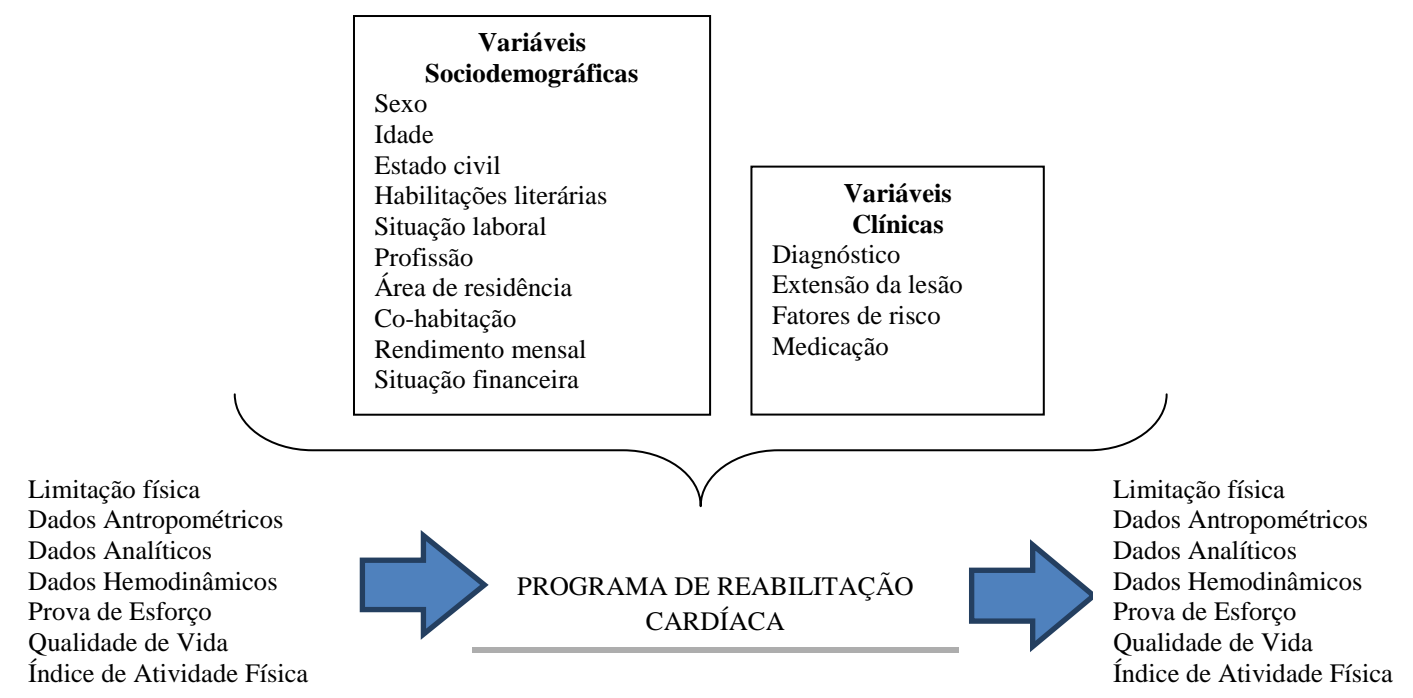 Variáveis
Sociodemográficas
Sexo
Idade
Estado civil
Habilitações literárias
Situação laboral
Profissão
Área de residência
Co-habitação
Rendimento mensal
Situação financeira
Variáveis
Clínicas
Diagnóstico
Extensão da lesão
Fatores de risco
Medicação
Limitação física
Dados Antropométricos
Dados Analíticos
Dados Hemodinâmicos
Prova de Esforço
Qualidade de Vida
Índice de Atividade Física
PROGRAMA DE REABILITAÇÃO
CARDÍACA
Limitação física
Dados Antropométricos
Dados Analíticos
Dados Hemodinâmicos
Prova de Esforço
Qualidade de Vida
Índice de Atividade Física